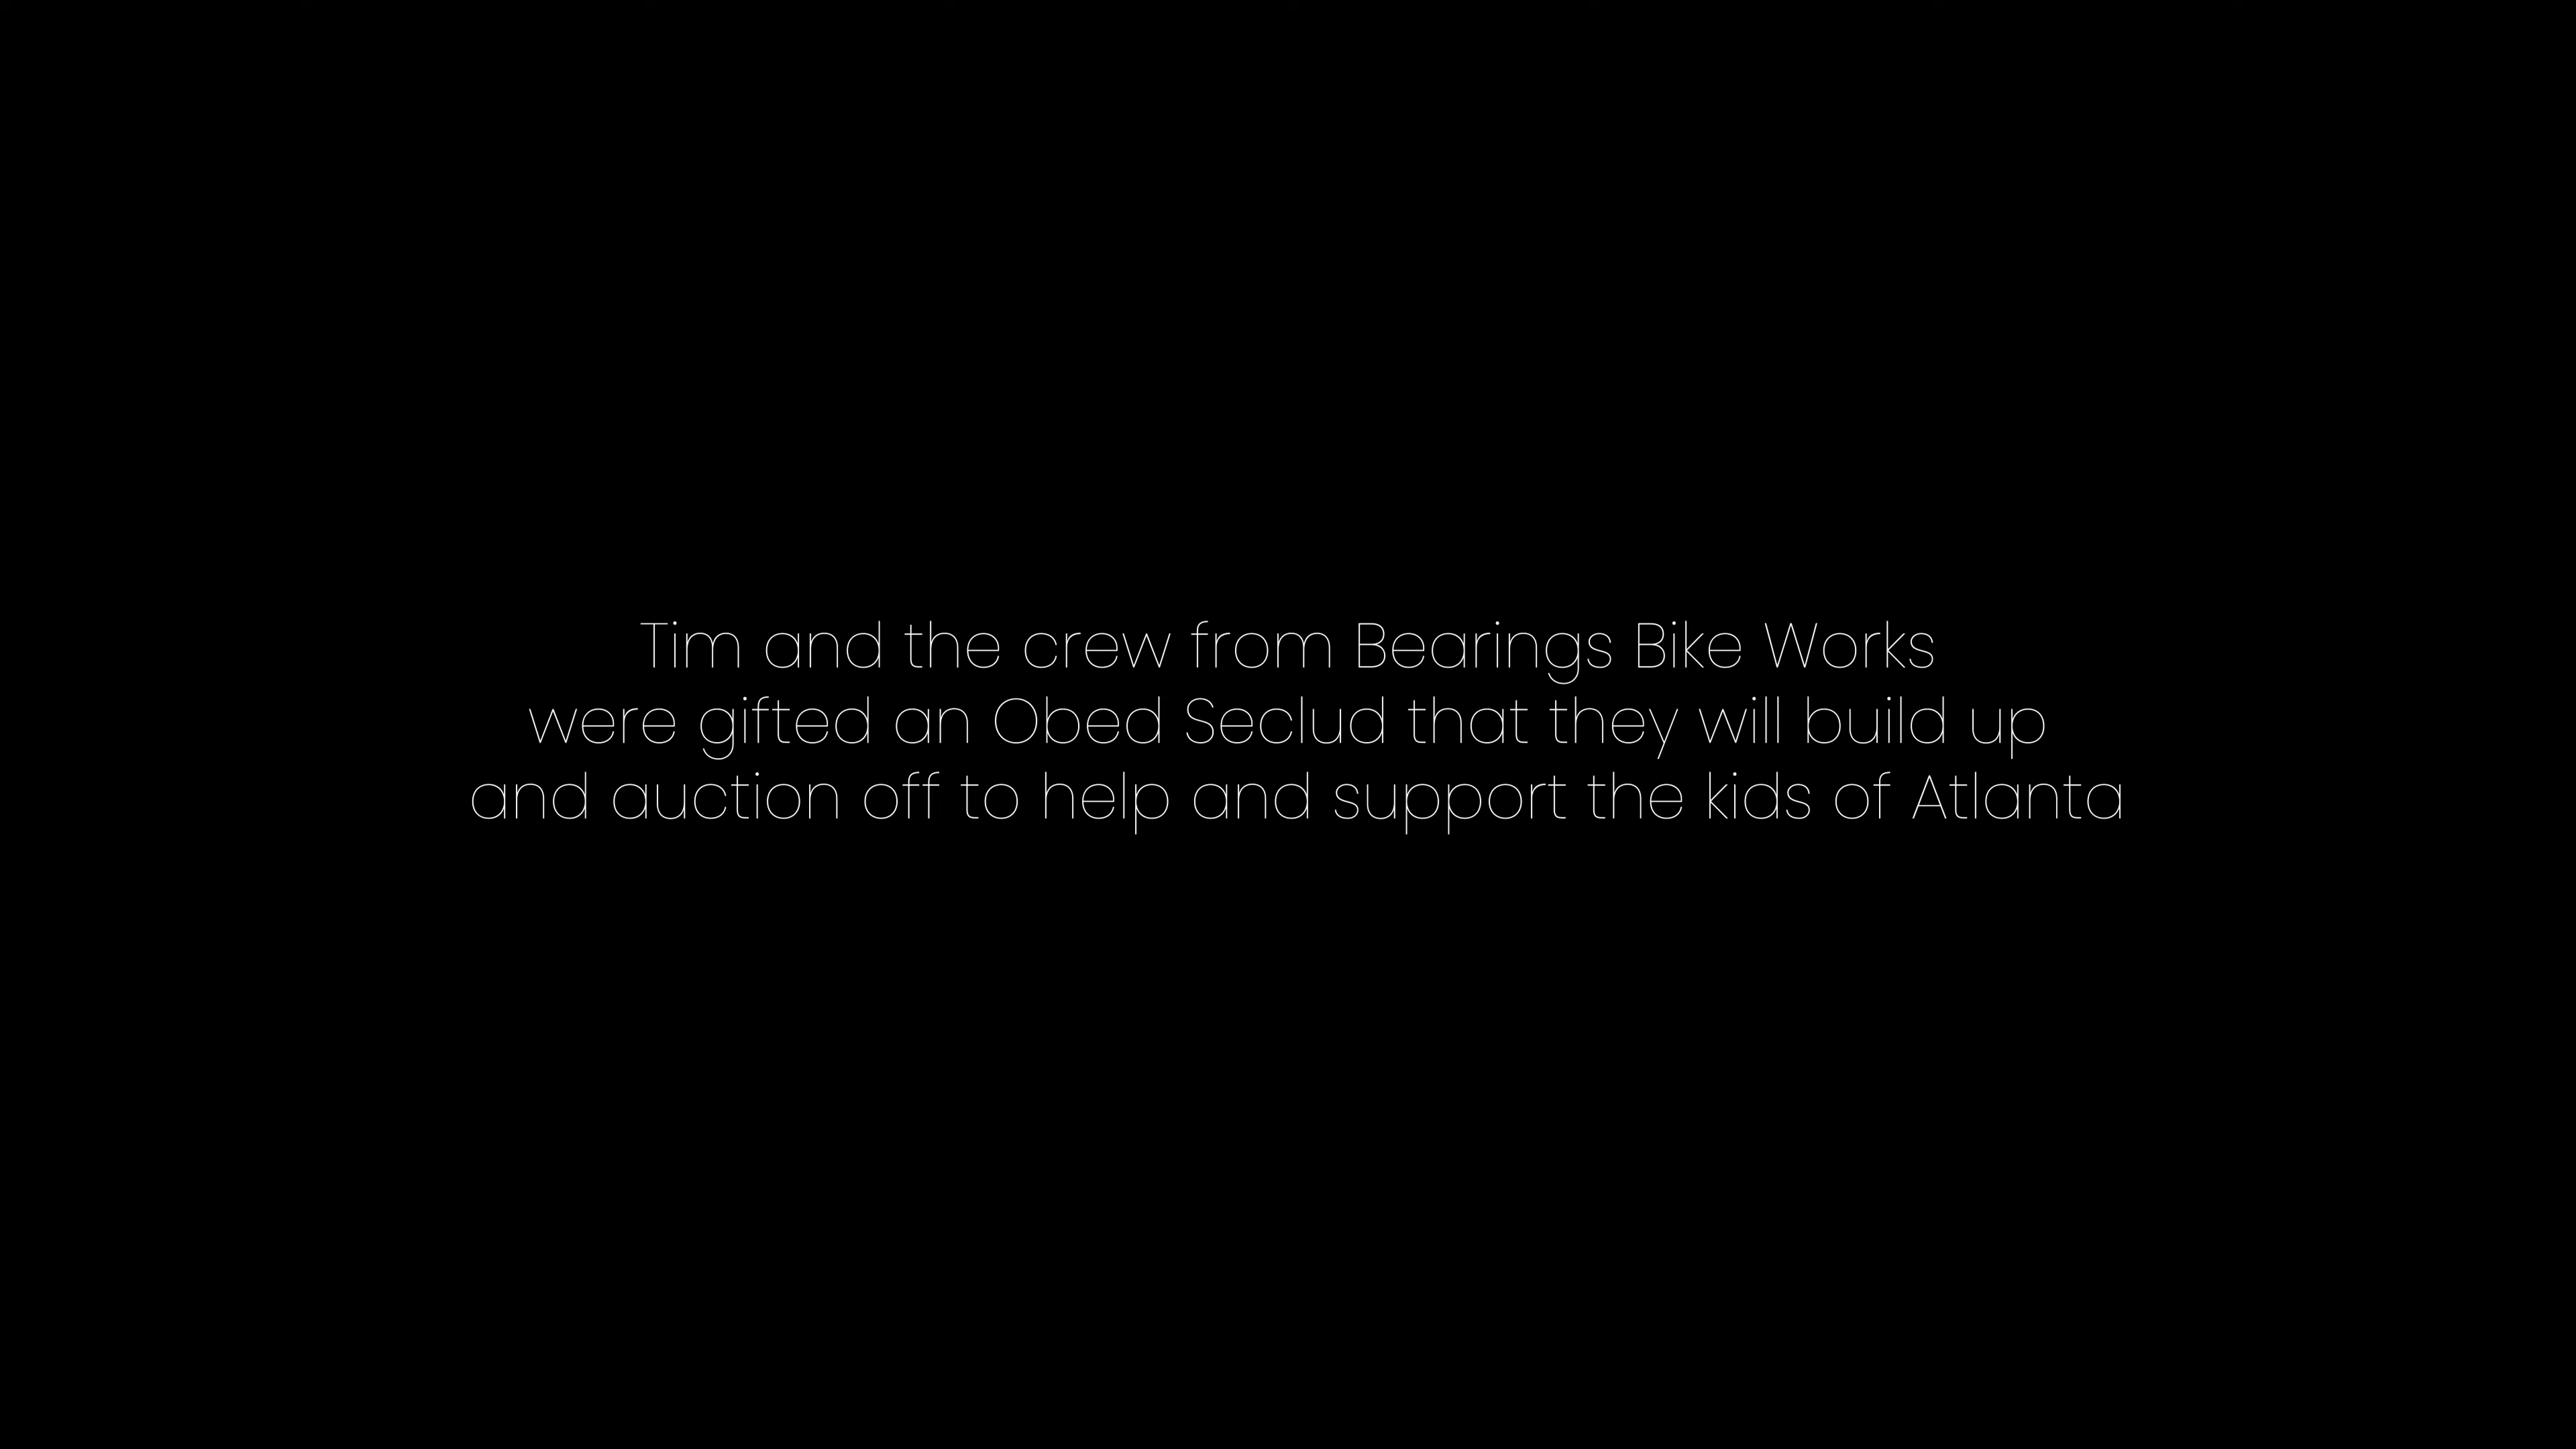 Tim and the crew from Bearings Bike Works
were gifted an Obed Seclud that they will build up
and auction off to help and support the kids of Atlanta